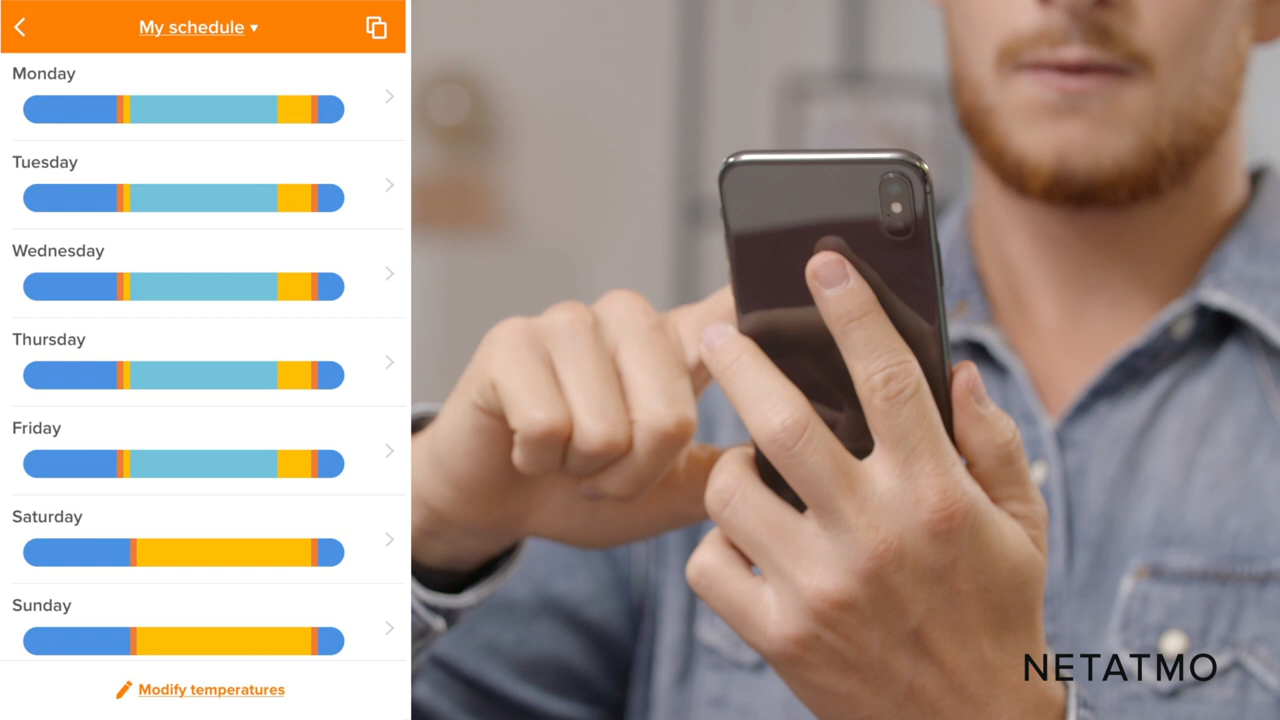 My schedule
Monday
Tuesday
Wednesday
Thursday
Friday
Saturday
Sunday
Modify temperatures
NETATMO